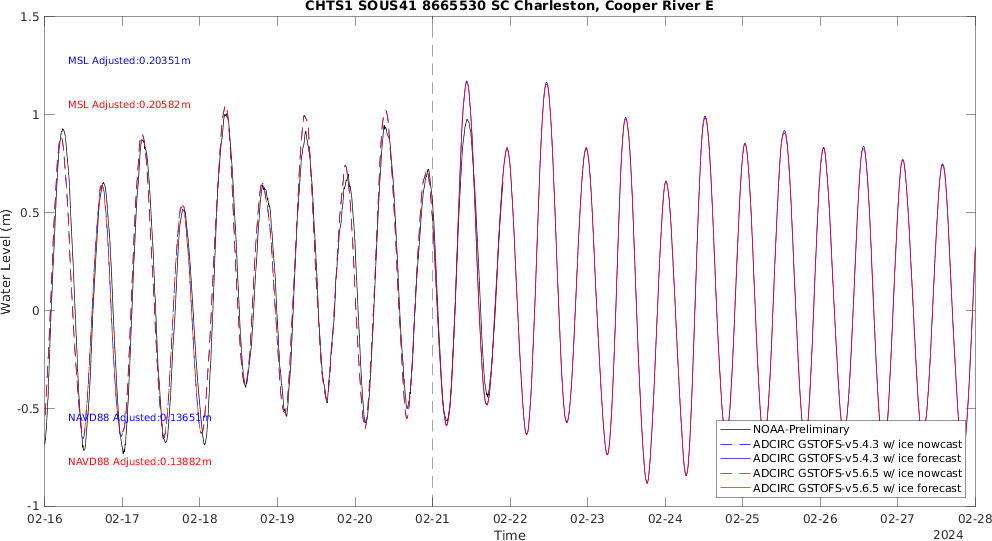 CHTS1 SOUS41 8665530 SC Charleston, Cooper River E
1.5
1
0.5
0
-0.5
-1
Water Level (m)
MSL Adjusted:0.20351m
MSL Adjusted:0.20582m
NAVD88 Adjusted:0.13651m
NAVD88 Adjusted:0.13882m
NOAA-Preliminary
ADCIRC GSTOFS-v5.4.3 w/ ice nowcast
ADCIRC GSTOFS-v5.4.3 w/ ice forecast
ADCIRC GSTOFS-v5.6.5 w/ ice nowcast
ADCIRC GSTOFS-v5.6.5 w/ ice forecast
02-16 02-17 02-18 02-19 02-20 02-21 02-22 02-23 02-24 02-25 02-26 02-27 02-28
Time
2024